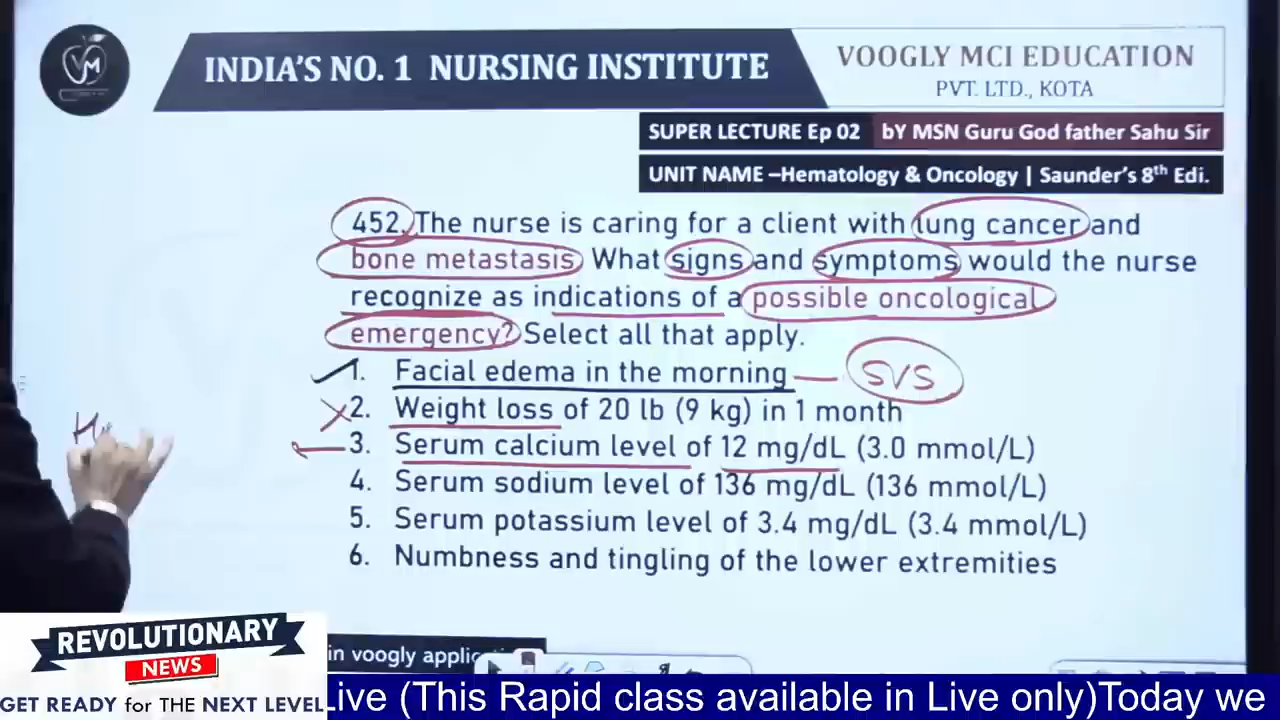 VM
INDIA'S NO. 1 NURSING INSTITUTE
VOOGLY MCI EDUCATION
PVT. LTD., KOTA
SUPER LECTURE Ep 02 bY MSN Guru God father Sahu Sir
UNIT NAME –Hematology & Oncology | Saunder's 8th Edi.
452. The nurse is caring for a client with lung cancer and
bone metastasis. What signs and symptoms would the nurse
recognize as indications of a possible oncological
emergency? Select all that apply.
1. Facial edema in the morning SVS
2. Weight loss of 20 lb (9 kg) in 1 month
3. Serum calcium level of 12 mg/dL (3.0 mmol/L)
4. Serum sodium level of 136 mg/dL (136 mmol/L)
5. Serum potassium level of 3.4 mg/dL (3.4 mmol/L)
6. Numbness and tingling of the lower extremities
in voogly
REVOLUTIONARY
NEWS
GET READY for THE NEXT LEVEL
Live (This Rapid class available in Live only)Today we